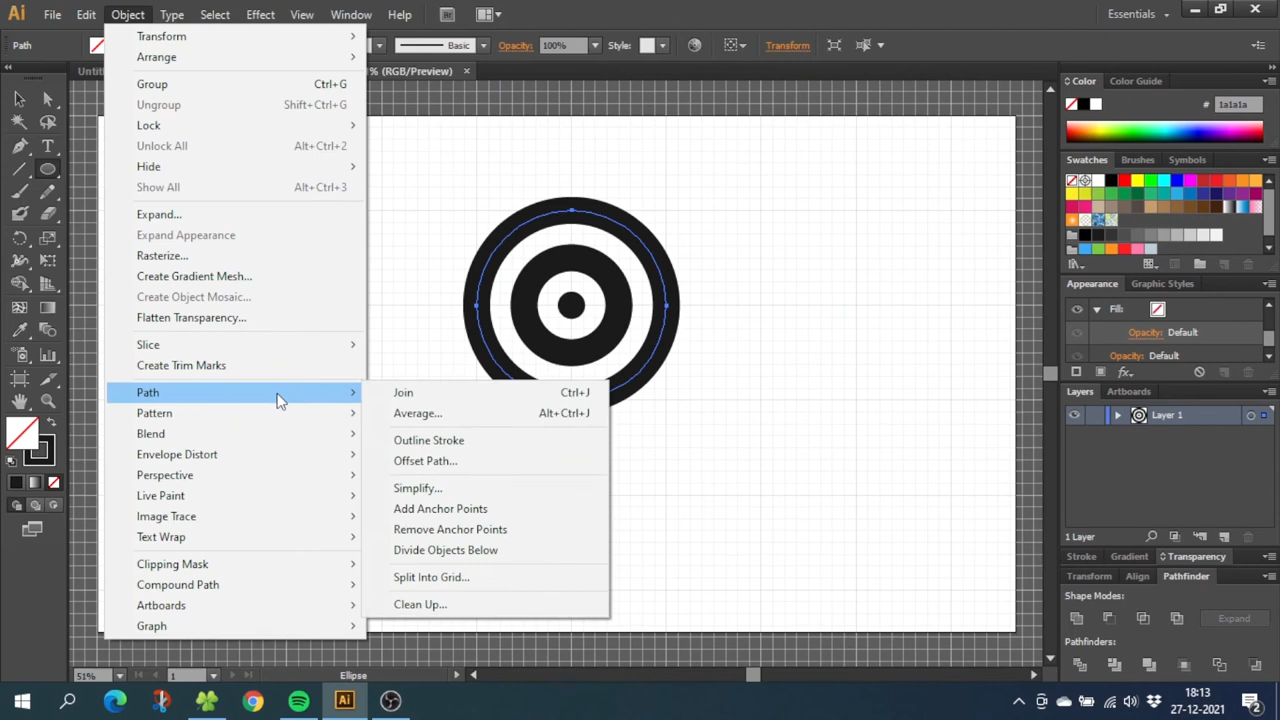 Ai File Edit Object Type Select Effect View Window Help Br Essentials
Path Basic Opacity: 100% Style: Transform
1% (RGB/Preview) ×
Transform
Arrange
Group Ctrl+G
Ungroup Shift+Ctrl+G
Lock
Unlock All Alt+Ctrl+2
Hide
Show All Alt+Ctrl+3
Expand...
Expand Appearance
Rasterize...
Create Gradient Mesh...
Create Object Mosaic...
Flatten Transparency...
Slice
Create Trim Marks
Path
Pattern
Blend
Envelope Distort
Perspective
Live Paint
Image Trace
Text Wrap
Clipping Mask
Compound Path
Artboards
Graph
Join Ctrl+J
Average... Alt+Ctrl+J
Outline Stroke
Offset Path...
Simplify...
Add Anchor Points
Remove Anchor Points
Divide Objects Below
Split Into Grid...
Clean Up...
Color Color Guide
# 1a1a1a
Swatches Brushes Symbols
Appearance Graphic Styles
Fill:
Opacity: Default
Opacity: Default
Layers Artboards
Layer 1
1 Layer
Stroke Gradient Transparency
Transform Align Pathfinder
Shape Modes:
Expand
Pathfinders:
51% 1 Ellipse
Ai
18:13
27-12-2021
2